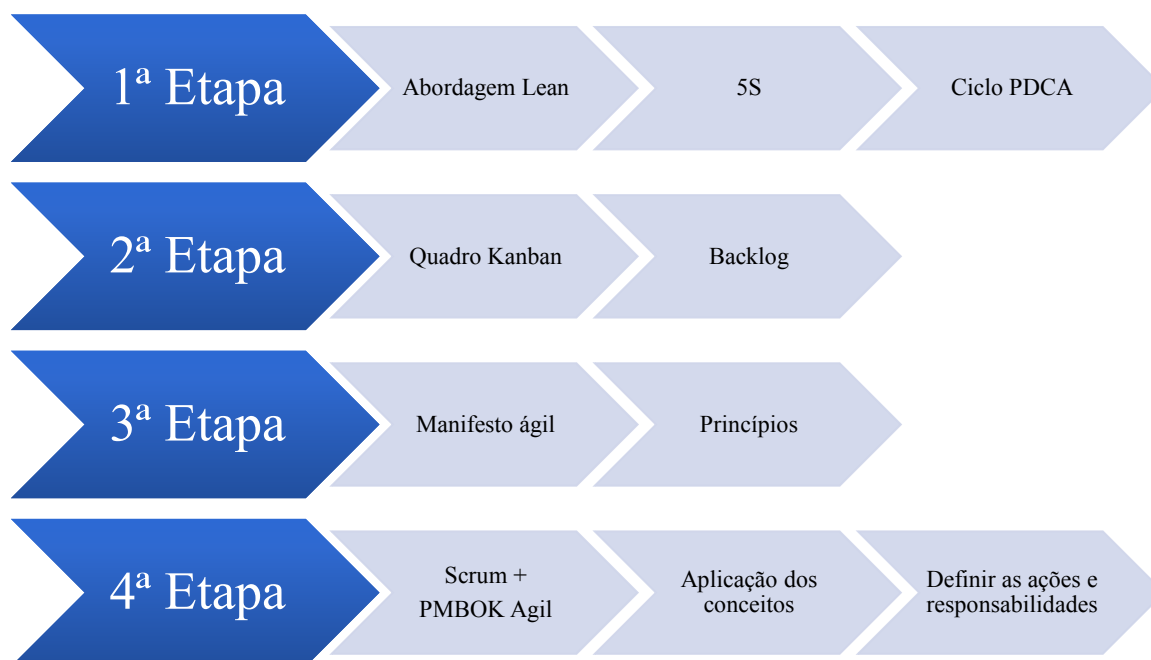 1ª Etapa
Abordagem Lean
5S
Ciclo PDCA
2ª Etapa
Quadro Kanban
Backlog
3ª Etapa
Manifesto ágil
Princípios
4ª Etapa
Scrum +
PMBOK Agil
Aplicação dos
conceitos
Definir as ações e
responsabilidades